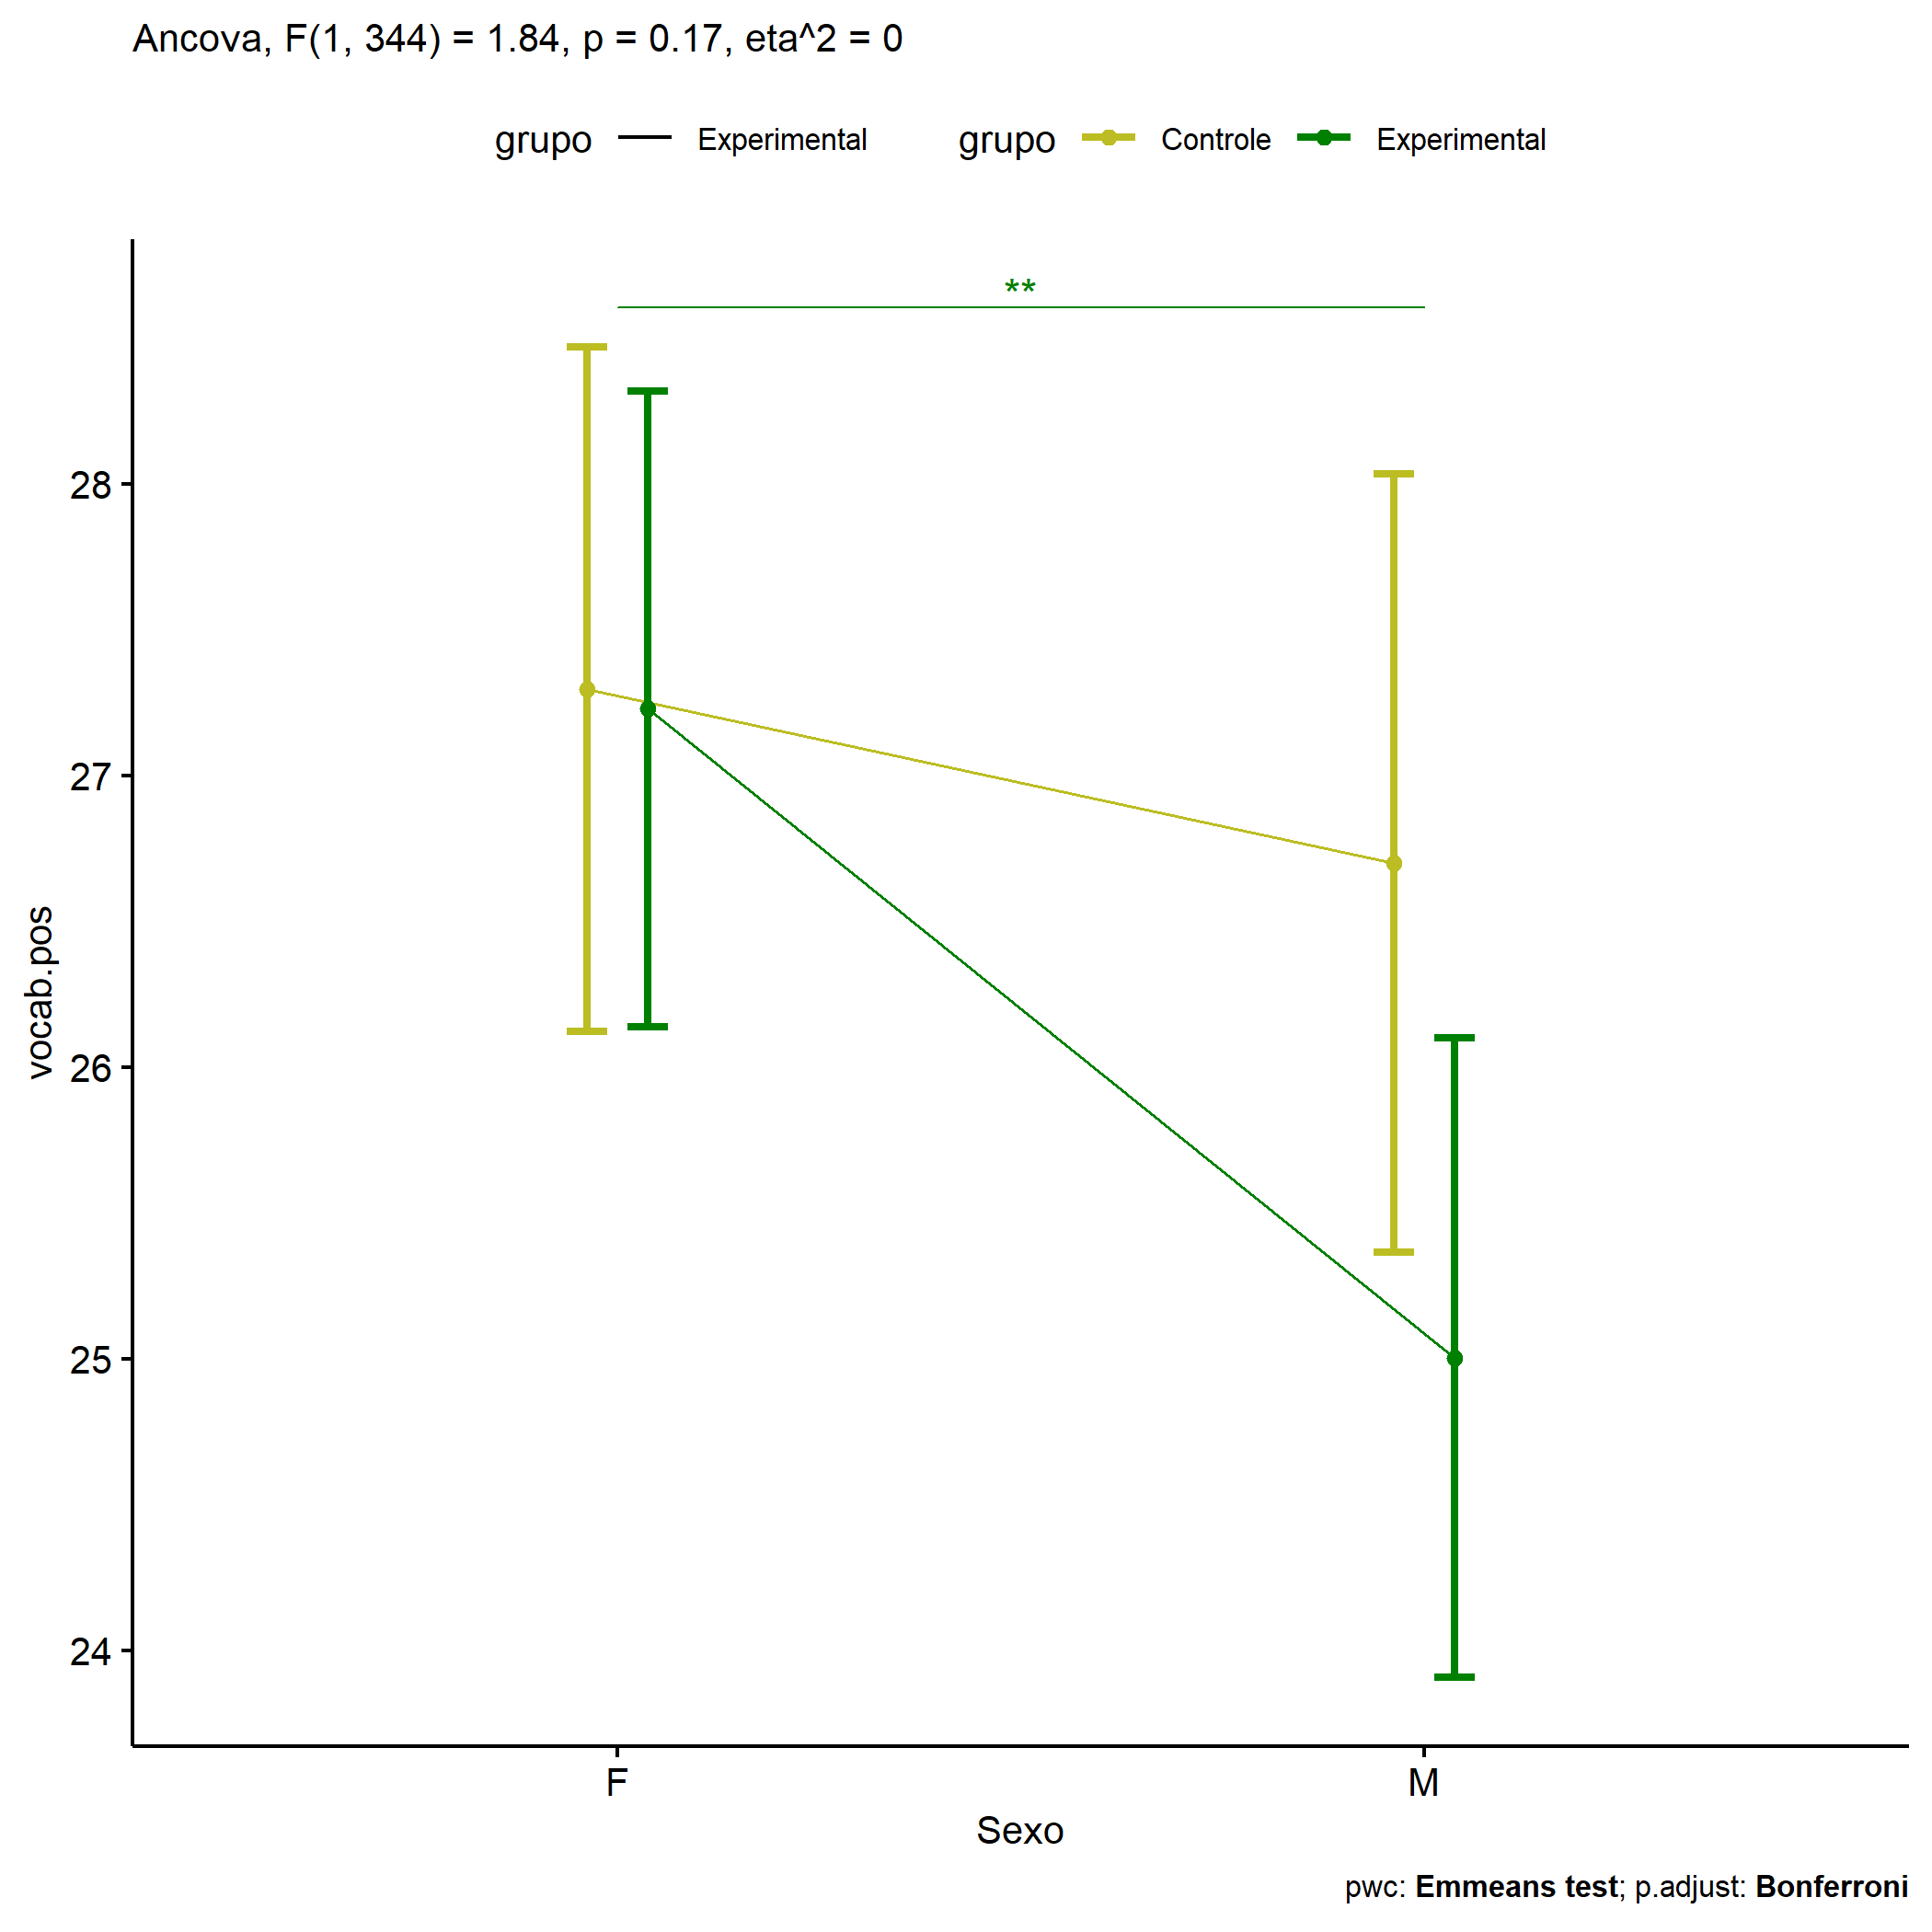 Ancova, F(1, 344) = 1.84, p = 0.17, eta^2 = 0
grupo Experimental grupo Controle Experimental
**
28
27
26
25
24
vocab.pos
F M
Sexo
pwc: Emmeans test; p.adjust: Bonferroni